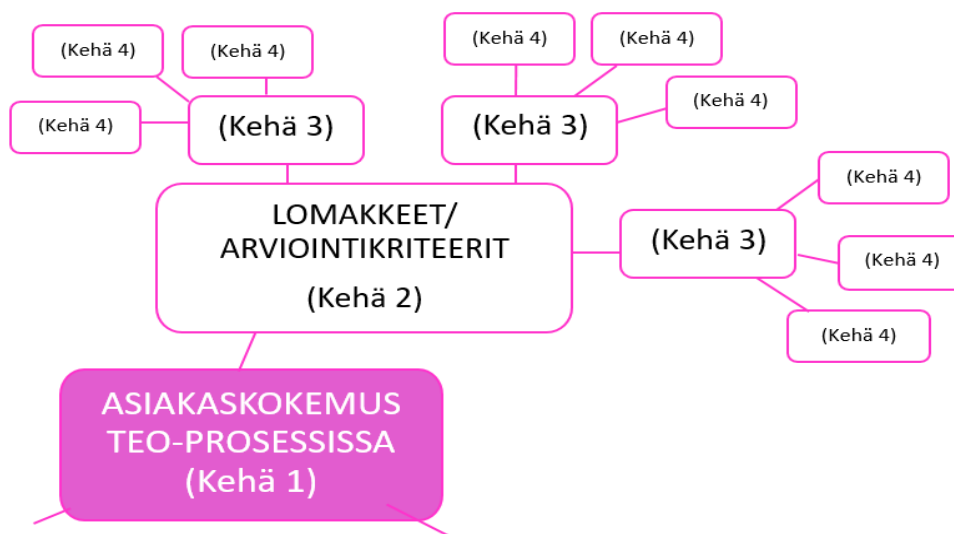 (Kehä 4)
(Kehä 4)
(Kehä 4)
(Kehä 3)
(Kehä 4)
(Kehä 4)
(Kehä 4)
(Kehä 3)
LOMAKKEET/
ARVIOINTIKRITEERIT
(Kehä 2)
(Kehä 3)
(Kehä 4)
(Kehä 4)
(Kehä 4)
ASIAKASKOKEMUS
TEO-PROSESSISSA
(Kehä 1)